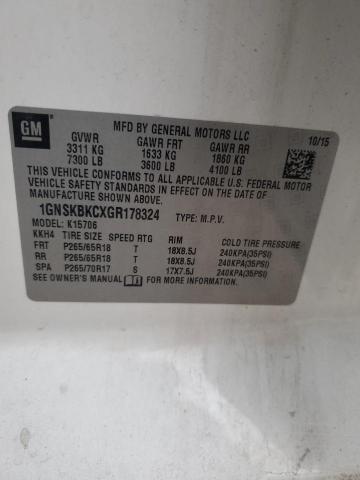 GM
MFD BY GENERAL MOTORS LLC 10/15
GVWR GAWR FRT GAWR RR
3311 KG 1633 KG 1860 KG
7300 LB 3600 LB 4100 LB
THIS VEHICLE CONFORMS TO ALL APPLICABLE U.S. FEDERAL MOTOR
VEHICLE SAFETY AND THEFT PREVENTION STANDARDS IN EFFECT ON THE
DATE OF MANUFACTURE SHOWN ABOVE.
1GNSKBKCXGR178324 TYPE: M.P.V.
MODEL: K15706
KKH4 TIRE SIZE SPEED RTG RIM COLD TIRE PRESSURE
FRT P265/65R18 T 18X8.5J 240KPA(35PSI)
RR P265/65R18 T 18X8.5J 240KPA(35PSI)
SPA P265/70R17 S 17X7.5J 240KPA(35PSI)
SEE OWNER'S MANUAL FOR MORE INFORMATION.